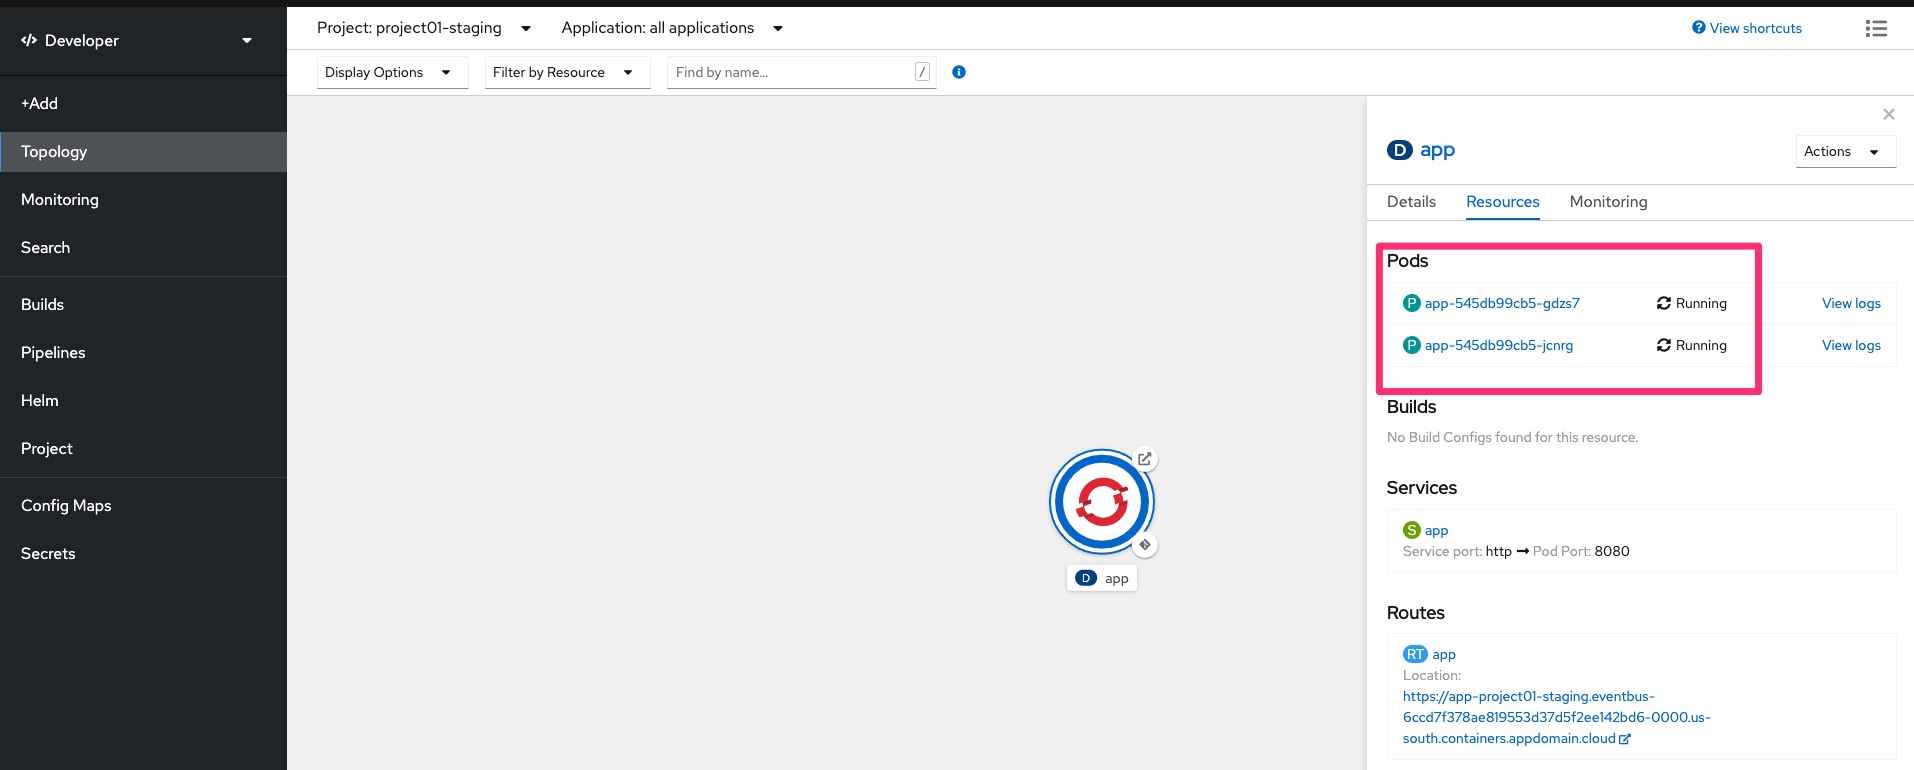 Developer
+Add
Topology
Monitoring
Search
Builds
Pipelines
Helm
Project
Config Maps
Secrets
Project: project01-staging
Application: all applications
View shortcuts
Display Options
Filter by Resource
Find by name...
/
D app
D app
Actions
Details
Resources
Monitoring
Pods
P app-545db99cb5-gdzs7 Running View logs
P app-545db99cb5-jcnrg Running View logs
Builds
No Build Configs found for this resource.
Services
S app
Service port: http → Pod Port: 8080
Routes
RT app
Location:
https://app-project01-staging.eventbus-
6ccd7f378ae819553d37d5f2ee142bd6-0000.us-
south.containers.appdomain.cloud